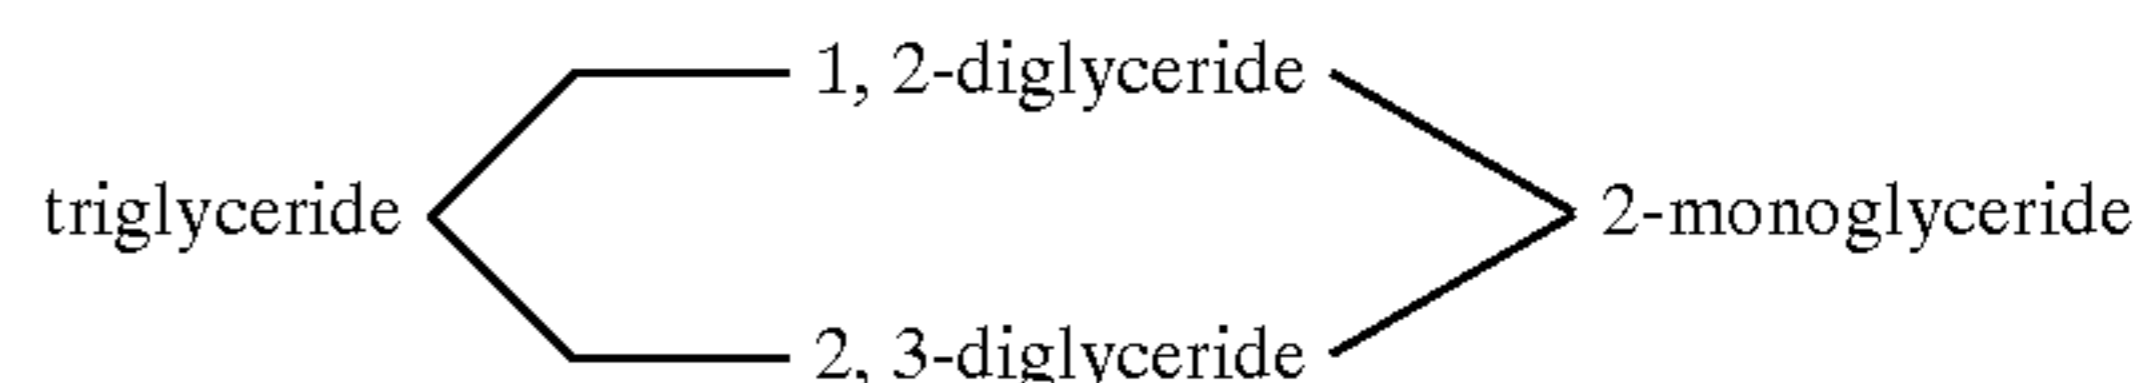 1, 2-diglyceride
triglyceride
2-monoglyceride
2, 3-diglyceride